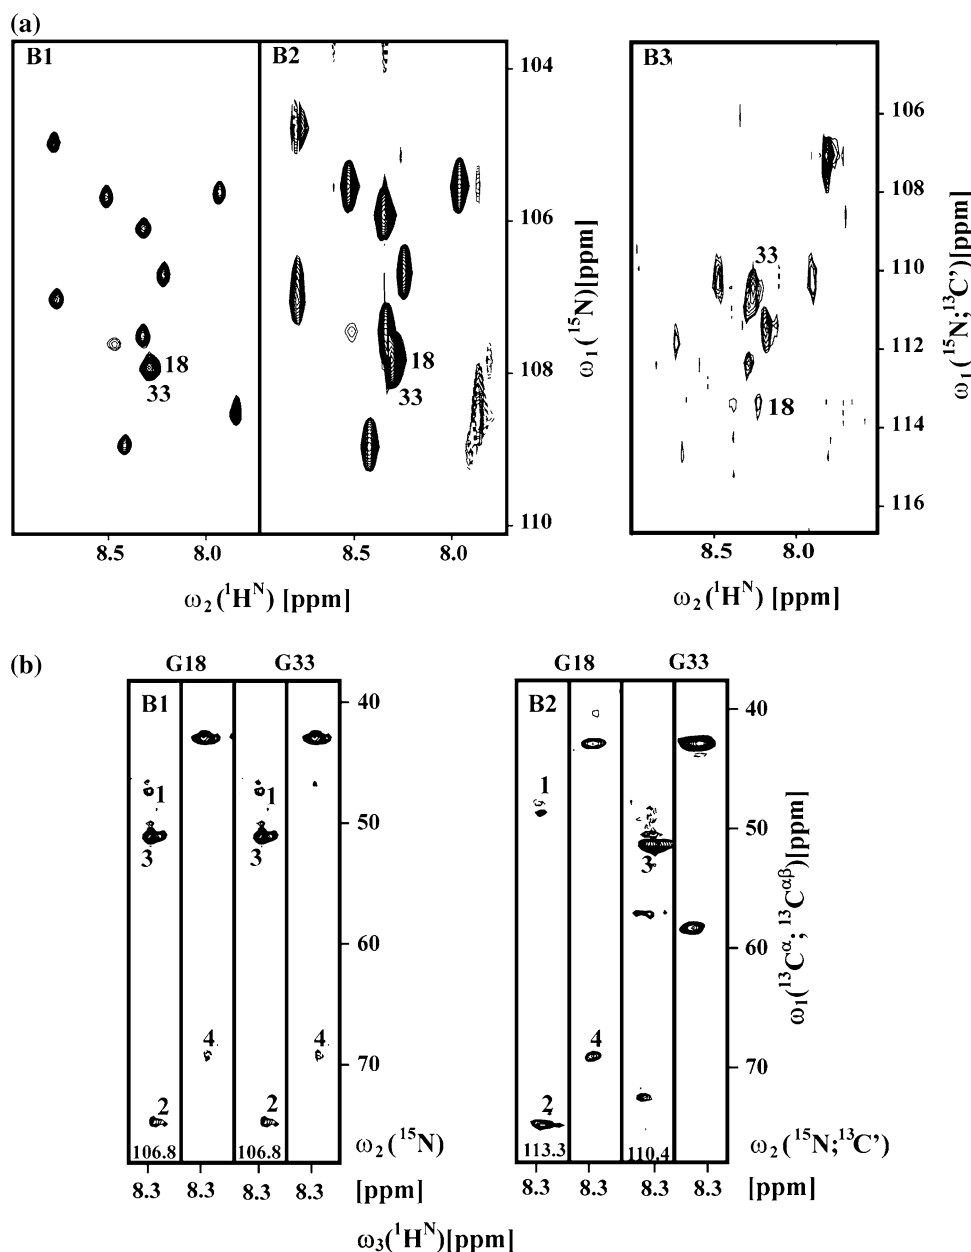 (a)
B1
B2
B3
104
106
108
110
ω1(15N)[ppm]
18
33
18
33
33
18
106
108
110
112
114
116
ω1(15N;13C')[ppm]
8.5 8.0
8.5 8.0
8.5 8.0
ω2(1HN) [ppm]
ω2(1HN) [ppm]
(b)
G18 G33
G18 G33
B1
B2
40
50
60
70
40
50
60
70
1
3
4
2
1
3
4
2
1
3
4
2
106.8
106.8
113.3
110.4
ω1(13Cα; 13Cαβ)[ppm]
ω2(15N)
ω2(15N;13C')
8.3 8.3 8.3 8.3
[ppm]
8.3 8.3 8.3 8.3
[ppm]
ω3(1HN)[ppm]